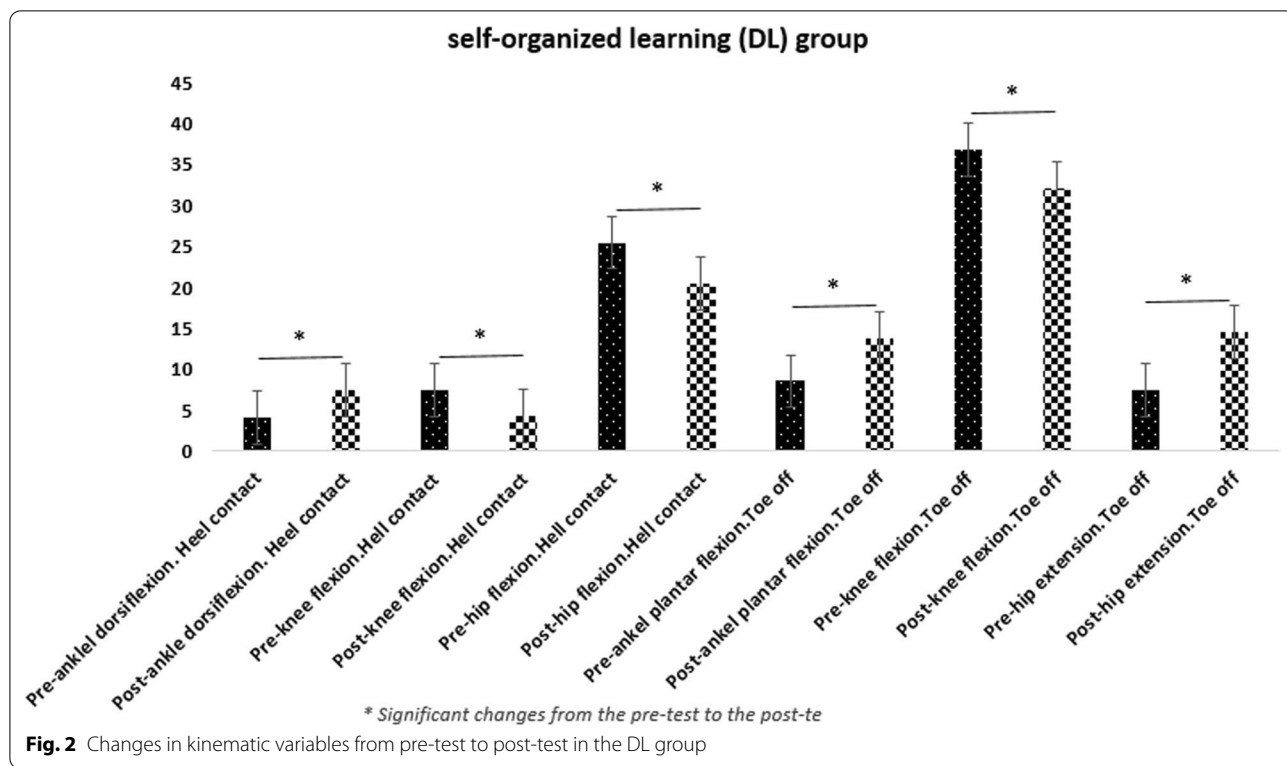 self-organized learning (DL) group
45
40
35
30
25
20
15
10
5
0
*
*
*
*
*
*
Pre-anklel dorsiflexion. Heel contact
Post-ankle dorsiflexion. Heel contact
Pre-knee flexion.Hell contact
Post-knee flexion.Hell contact
Pre-hip flexion.Hell contact
Post-hip flexion.Hell contact
Pre-ankel plantar flexion.Toe off
Post-ankel plantar flexion.Toe off
Pre-knee flexion.Toe off
Post-knee flexion.Toe off
Pre-hip extension.Toe off
Post-hip extension.Toe off
* Significant changes from the pre-test to the post-te
Fig. 2 Changes in kinematic variables from pre-test to post-test in the DL group